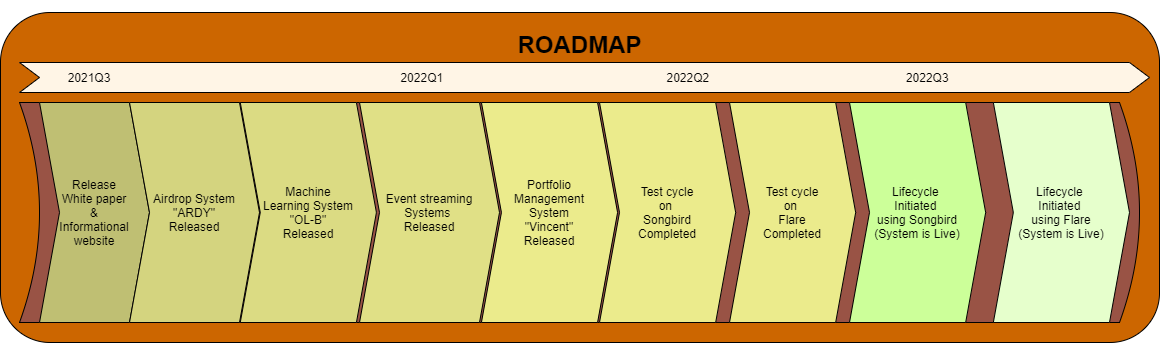 ROADMAP
2021Q3
2022Q1
2022Q2
2022Q3
Release
White paper
&
Informational
website
Airdrop System
"ARDY"
Released
Machine
Learning System
"OL-B"
Released
Event streaming
Systems
Released
Portfolio
Management
System
"Vincent"
Released
Test cycle
on
Songbird
Completed
Test cycle
on
Flare
Completed
Lifecycle
Initiated
using Songbird
(System is Live)
Lifecycle
Initiated
using Flare
(System is Live)